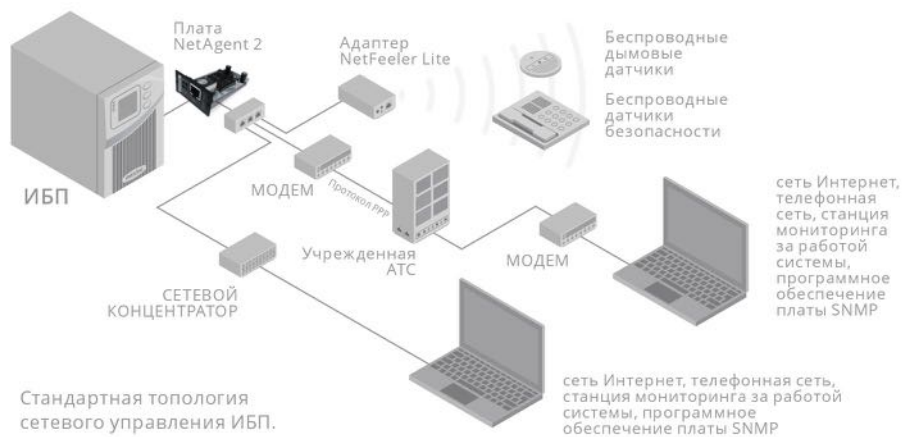 Плата
NetAgent 2
Адаптер
NetFeeler Lite
Беспроводные
дымовые
датчики
Беспроводные
датчики
безопасности
ИБП
МОДЕМ
Протокол PPP
Учрежденная
АТС
МОДЕМ
сеть Интернет,
телефонная
сеть, станция
мониторинга
за работой
системы,
программное
обеспечение
платы SNMP
СЕТЕВОЙ
КОНЦЕНТРАТОР
сеть Интернет, телефонная сеть,
станция мониторинга за работой
системы, программное
обеспечение платы SNMP
Стандартная топология
сетевого управления ИБП.